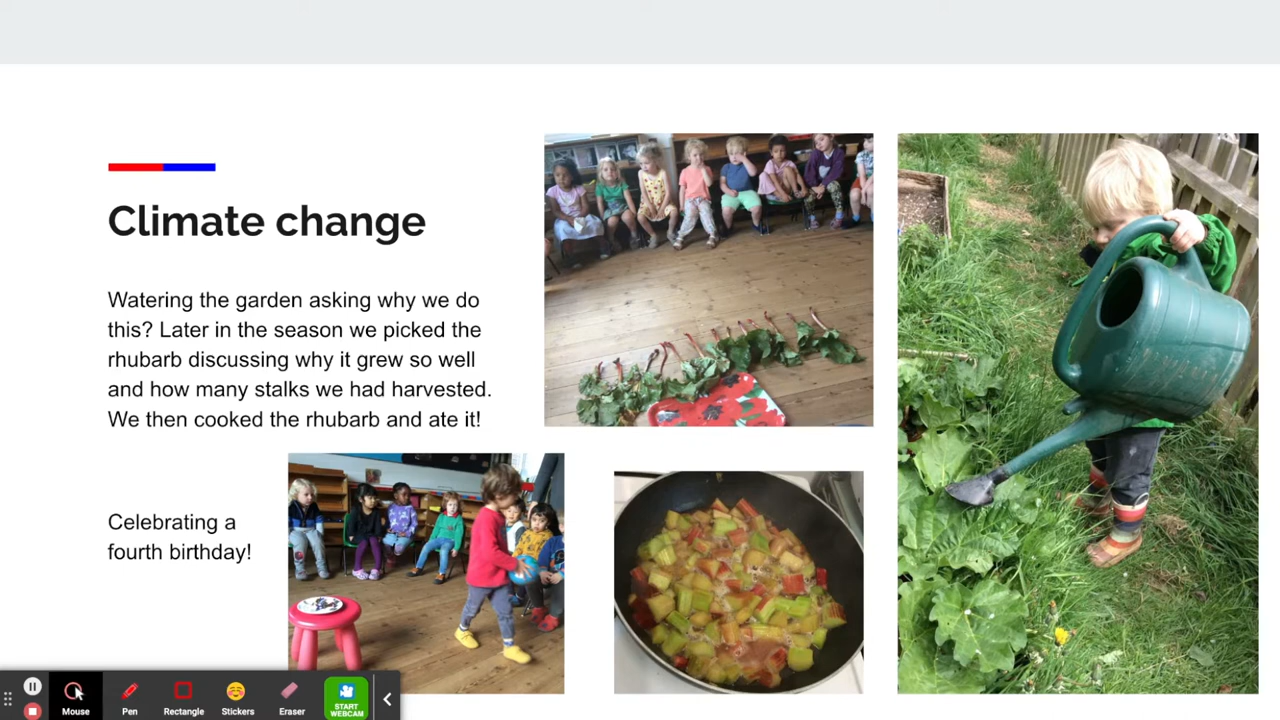 Climate change
Watering the garden asking why we do
this? Later in the season we picked the
rhubarb discussing why it grew so well
and how many stalks we had harvested.
We then cooked the rhubarb and ate it!
Celebrating a
fourth birthday!
Mouse
Pen
Rectangle
Stickers
Eraser
START
WEBCAM